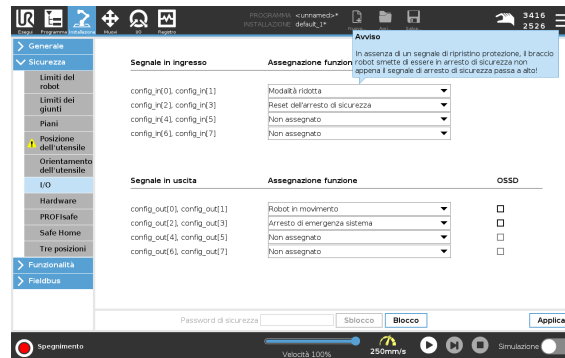 PROGRAMMA <unnamed>*
INSTALLAZIONE default_1*
3416
2526
Esegui Programma Installazione Muovi I/O Registro
Avviso
In assenza di un segnale di ripristino protezione, il braccio
robot smette di essere in arresto di sicurezza non
appena il segnale di arresto di sicurezza passa a alto!
Generale
Sicurezza
Limiti del
robot
Limiti dei
giunti
Piani
Posizione
dell'utensile
Orientamento
dell'utensile
I/O
Hardware
PROFIsafe
Safe Home
Tre posizioni
Funzionalità
Fieldbus
Segnale in ingresso Assegnazione funzion
config_in[0], config_in[1] Modalità ridotta
config_in[2], config_in[3] Reset dell'arresto di sicurezza
config_in[4], config_in[5] Non assegnato
config_in[6], config_in[7] Non assegnato
Segnale in uscita Assegnazione funzione OSSD
config_out[0], config_out[1] Robot in movimento
config_out[2], config_out[3] Arresto di emergenza sistema
config_out[4], config_out[5] Non assegnato
config_out[6], config_out[7] Non assegnato
Password di sicurezza Sblocco Blocco Applica
Spegnimento
Velocità 100%
250mm/s
Simulazione